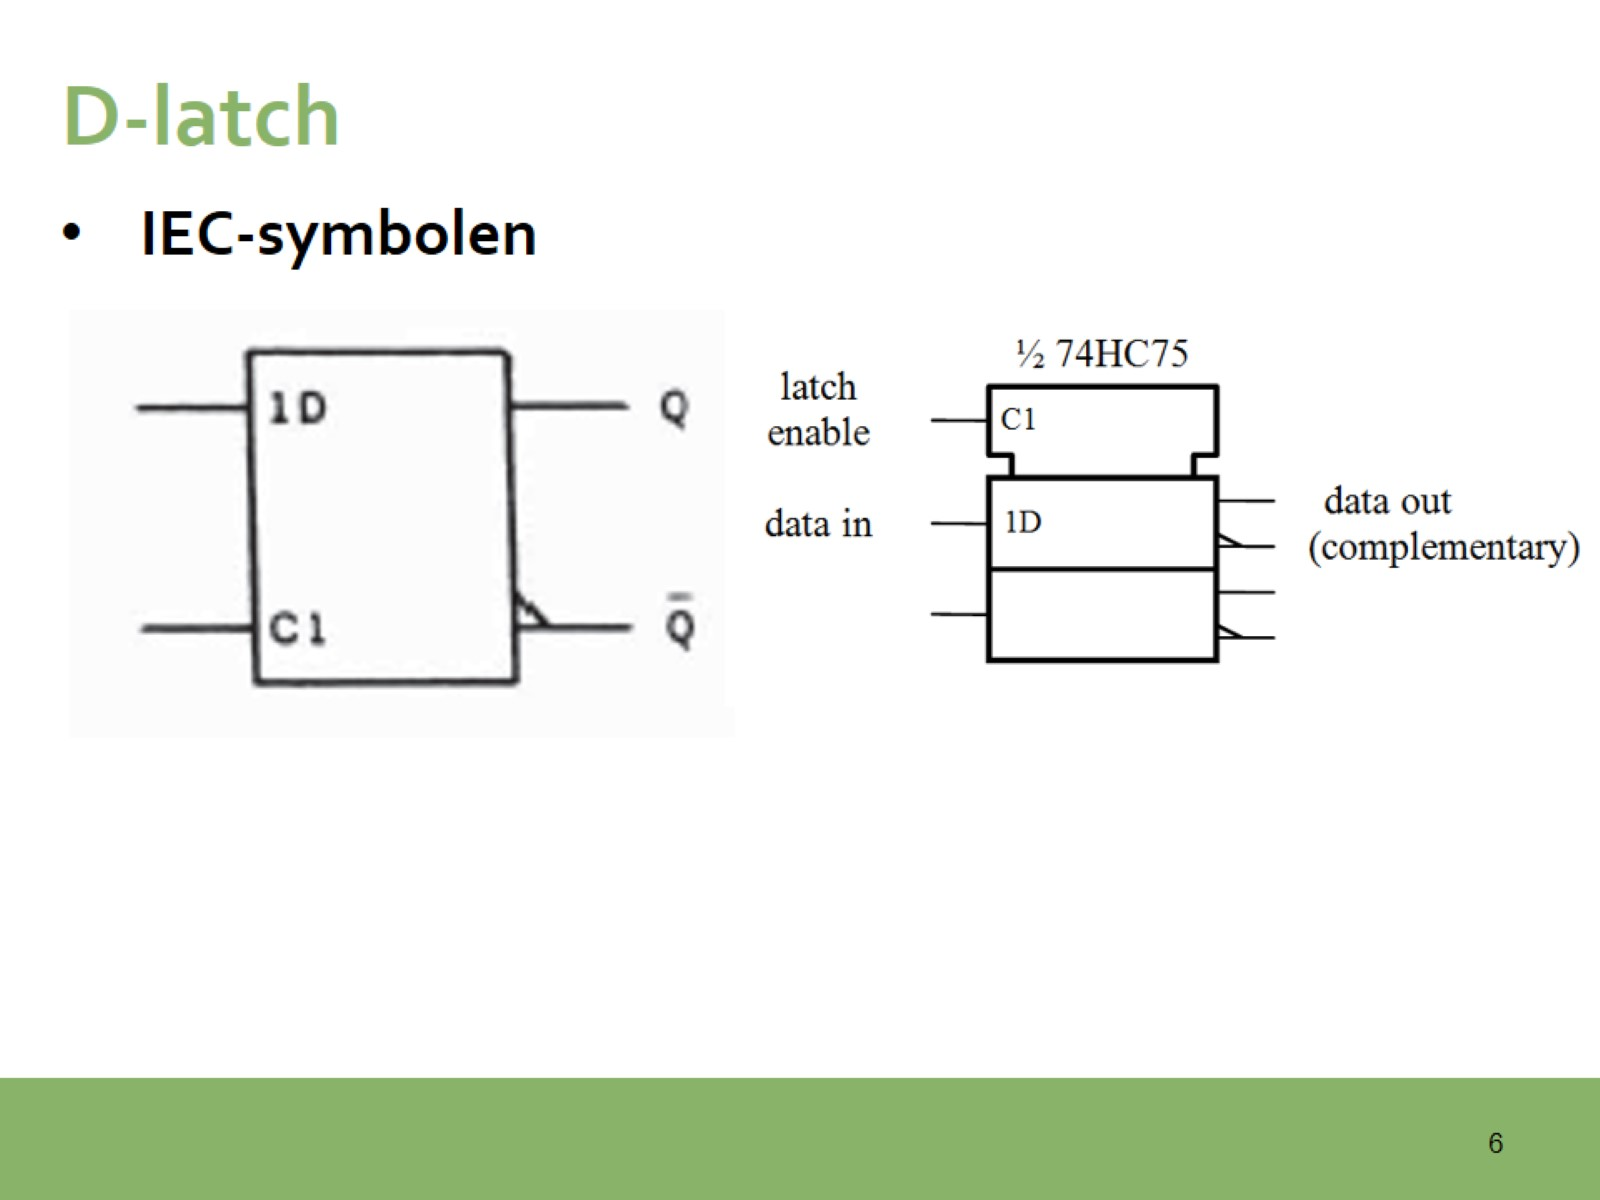 D-latch
• IEC-symbolen
1D
Q
C1
Q̅
½ 74HC75
latch
enable
C1
data in
1D
data out
(complementary)
6